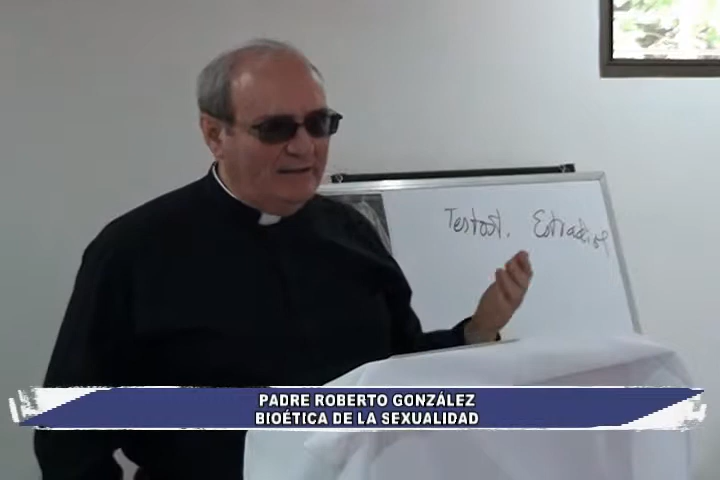 Testost. Estradiol
PADRE ROBERTO GONZÁLEZ
BIOÉTICA DE LA SEXUALIDAD